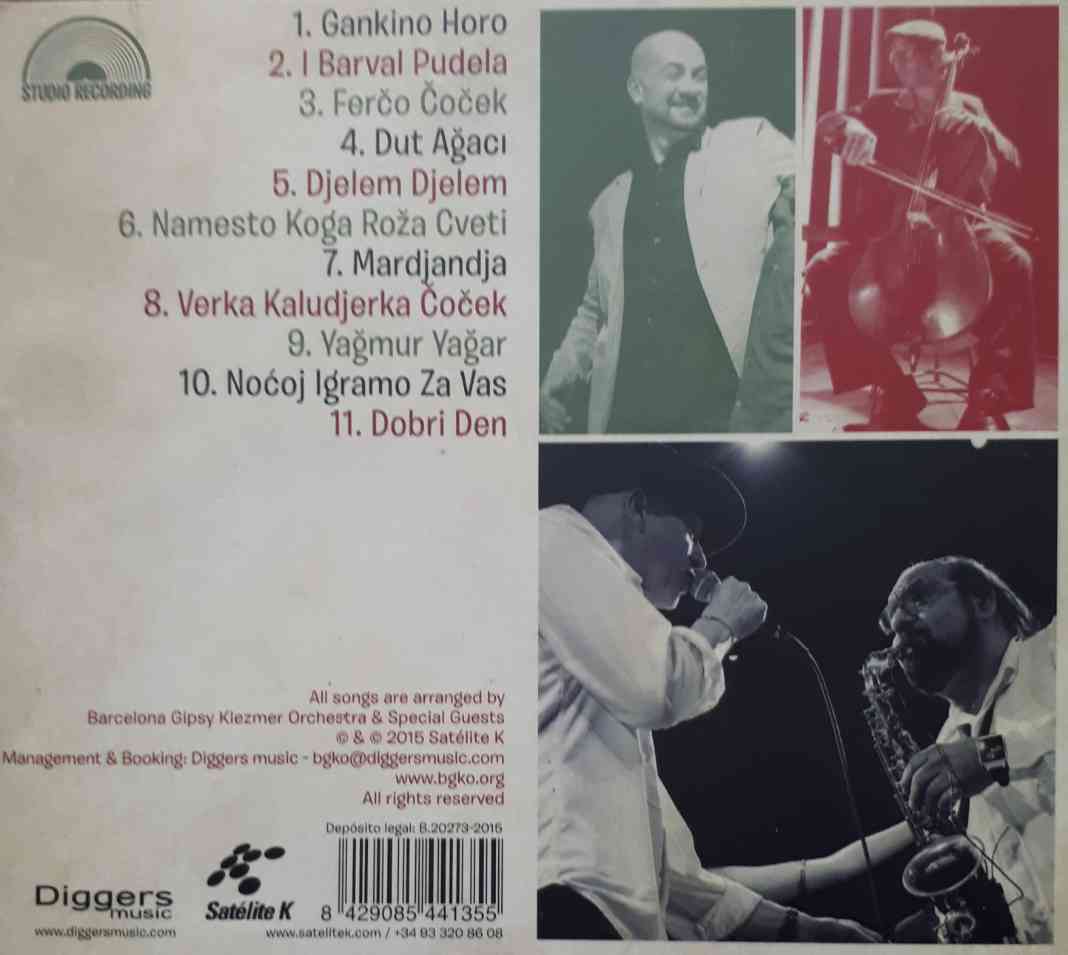 STUDIO RECORDING
1. Gankino Horo
2. I Barval Pudela
3. Ferčo Čoček
4. Dut Ağacı
5. Djelem Djelem
6. Namesto Koga Roža Cveti
7. Mardjandja
8. Verka Kaludjerka Čoček
9. Yağmur Yağar
10. Noćoj Igramo Za Vas
11. Dobri Den
All songs are arranged by
Barcelona Gipsy Klezmer Orchestra & Special Guests
© & © 2015 Satélite K
Management & Booking: Diggers music - bgko@diggersmusic.com
www.bgko.org
All rights reserved
Depósito legal: B.20273-2015
Diggers
music
www.diggersmusic.com
Satélite K
8 429085 441355
www.satelitek.com / +34 93 320 86 08